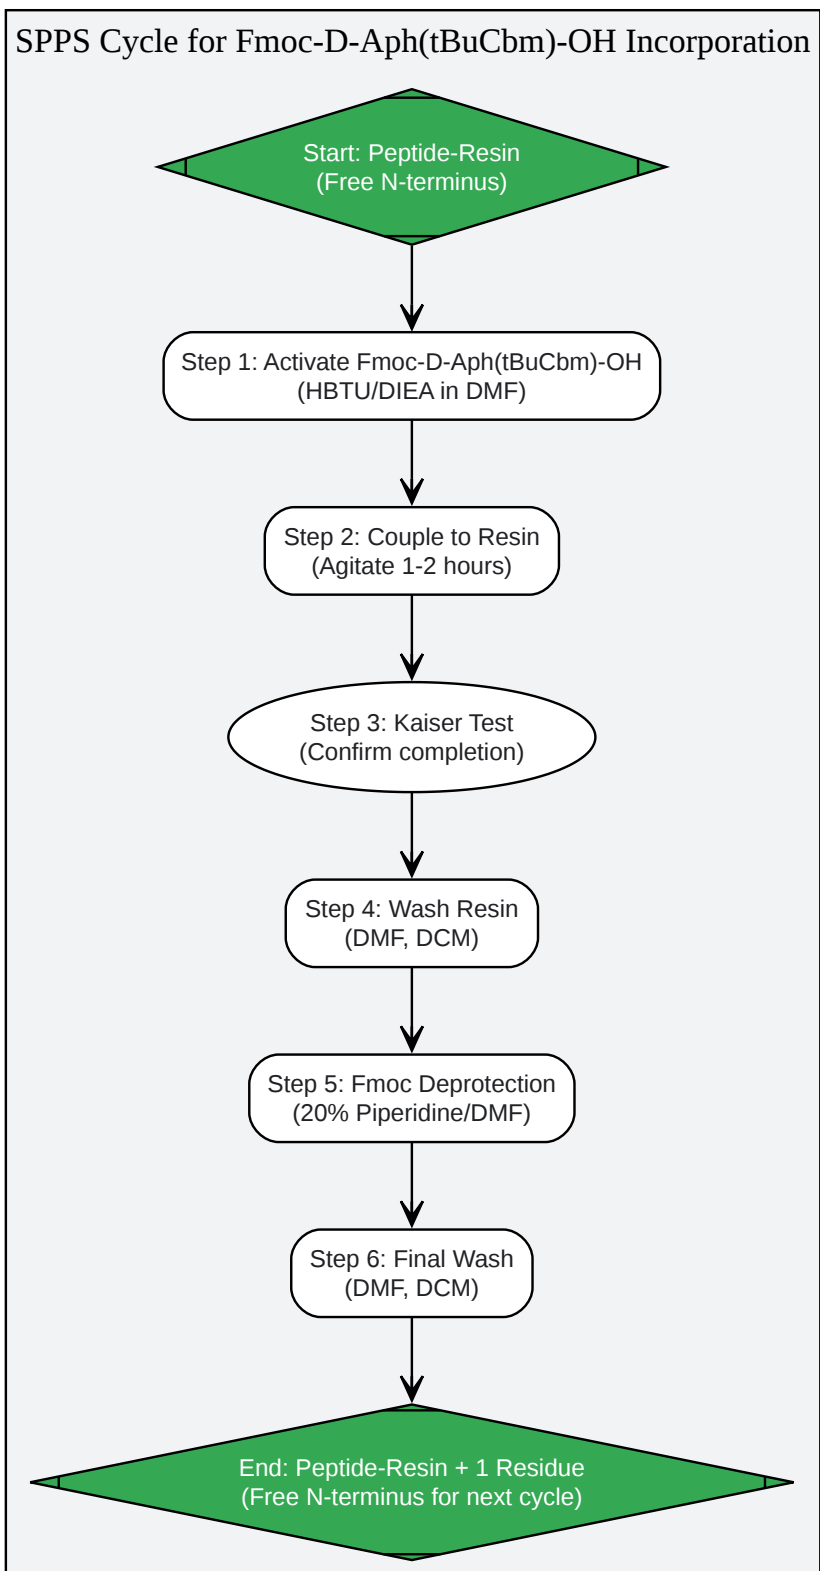 SPPS Cycle for Fmoc-D-Aph(tBuCbm)-OH Incorporation
Start: Peptide-Resin
(Free N-terminus)
Step 1: Activate Fmoc-D-Aph(tBuCbm)-OH
(HBTU/DIEA in DMF)
Step 2: Couple to Resin
(Agitate 1-2 hours)
Step 3: Kaiser Test
(Confirm completion)
Step 4: Wash Resin
(DMF, DCM)
Step 5: Fmoc Deprotection
(20% Piperidine/DMF)
Step 6: Final Wash
(DMF, DCM)
End: Peptide-Resin + 1 Residue
(Free N-terminus for next cycle)